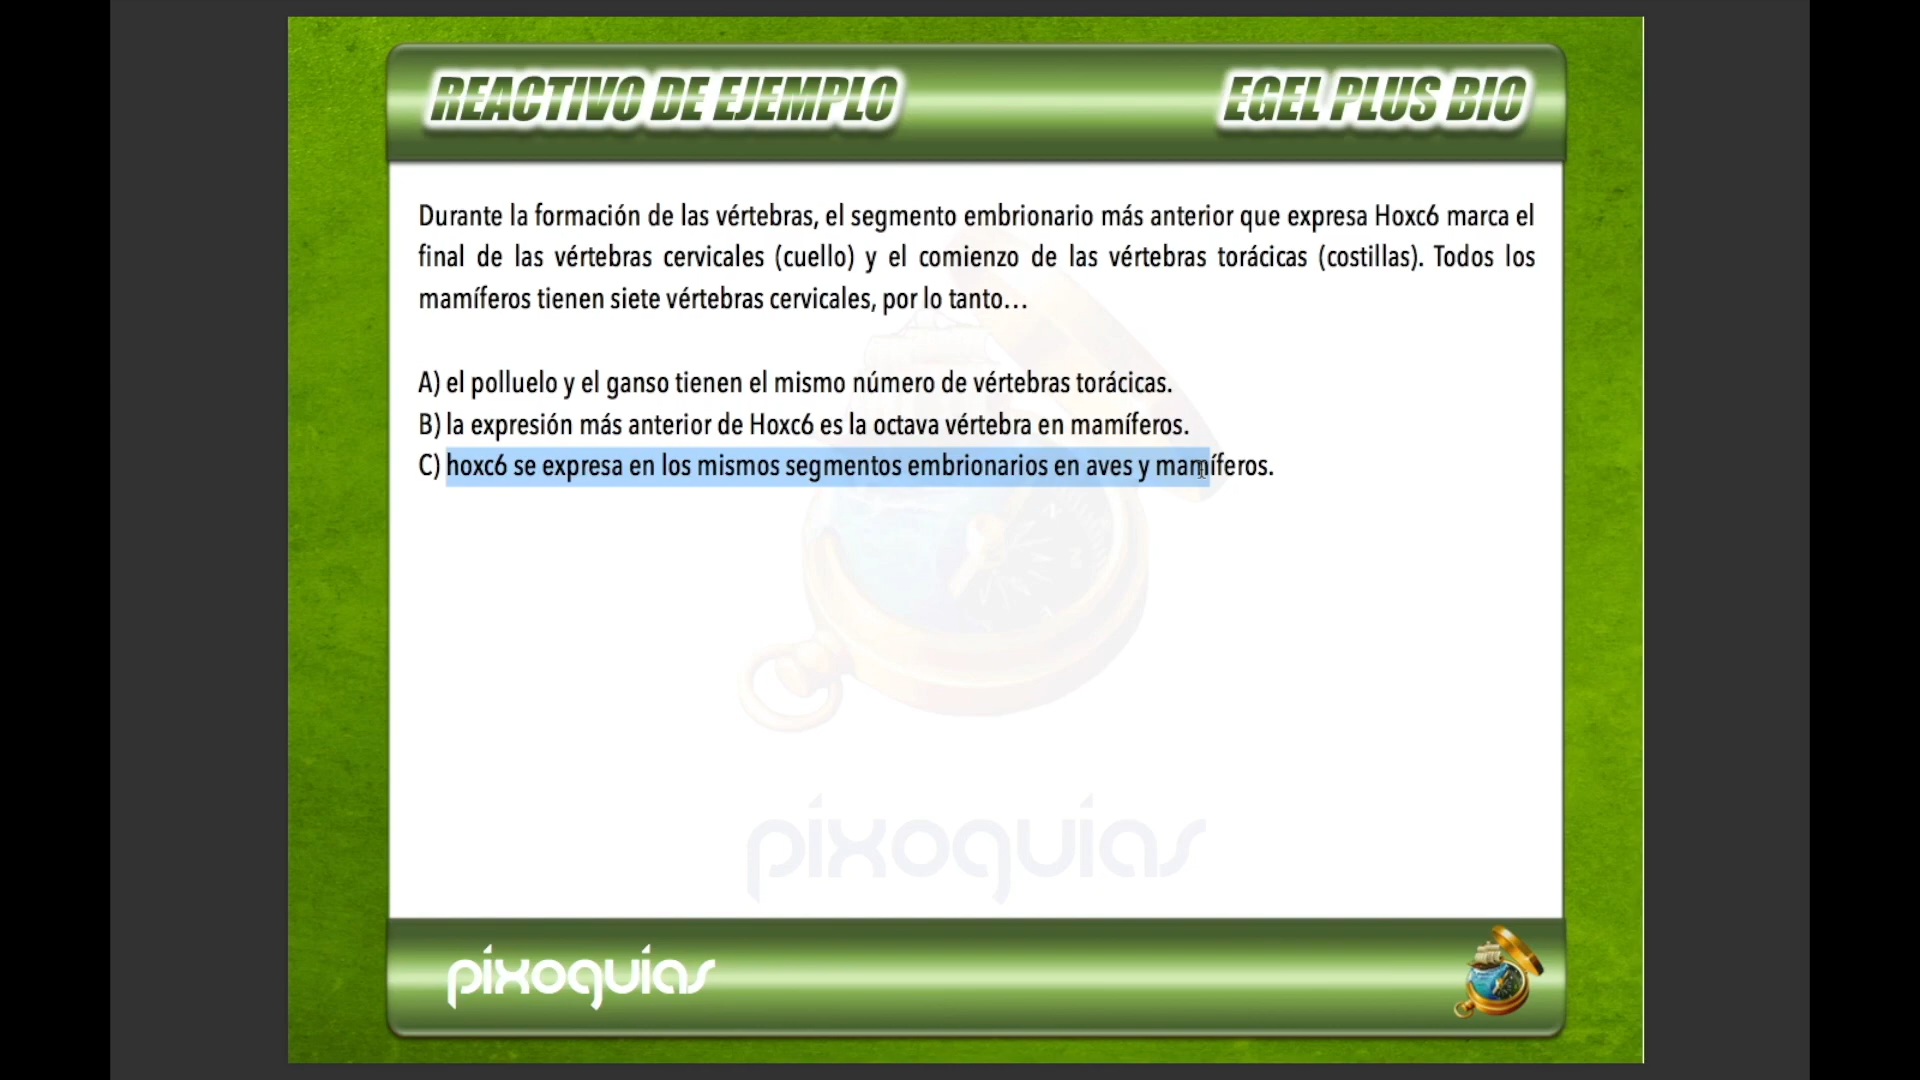 REACTIVO DE EJEMPLO
EGEL PLUS BIO
Durante la formación de las vértebras, el segmento embrionario más anterior que expresa Hoxc6 marca el
final de las vértebras cervicales (cuello) y el comienzo de las vértebras torácicas (costillas). Todos los
mamíferos tienen siete vértebras cervicales, por lo tanto…
A) el polluelo y el ganso tienen el mismo número de vértebras torácicas.
B) la expresión más anterior de Hoxc6 es la octava vértebra en mamíferos.
C) hoxc6 se expresa en los mismos segmentos embrionarios en aves y mamíferos.
pixoguías
pixoguías